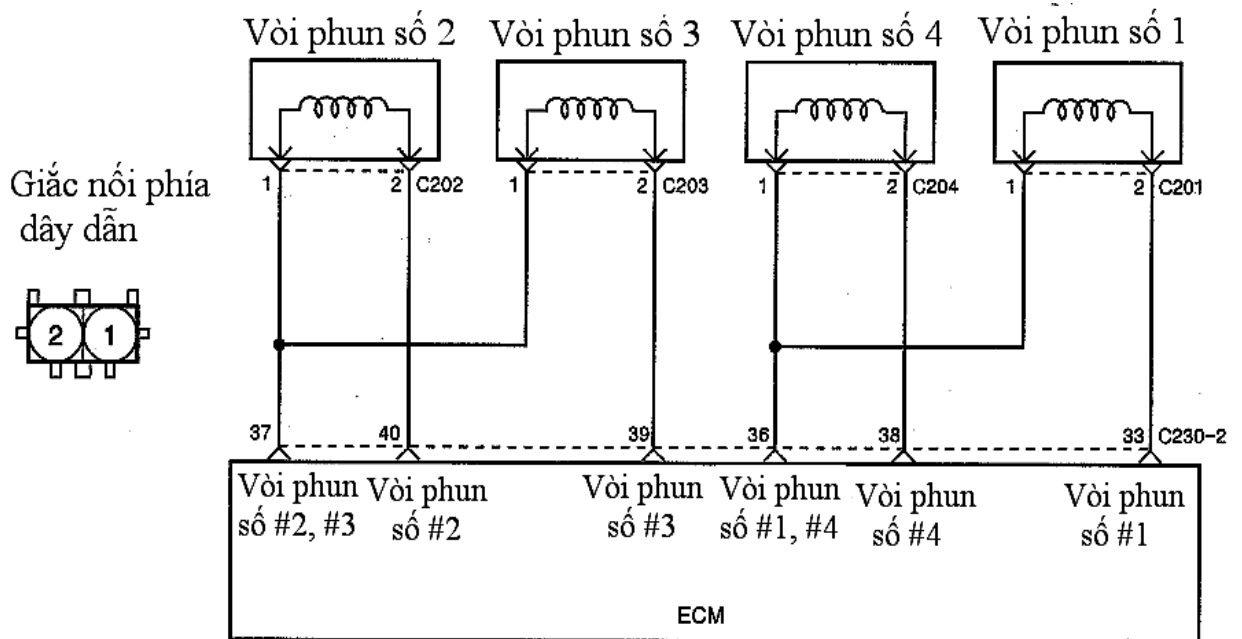 Vòi phun số 2 Vòi phun số 3 Vòi phun số 4 Vòi phun số 1
1 2 C202 1 2 C203 1 2 C204 1 2 C201
Giắc nối phía
dây dẫn
2 1
37 40 39 36 38 33 C230-2
Vòi phun Vòi phun Vòi phun Vòi phun Vòi phun Vòi phun
số #2, #3 số #2 số #3 số #1, #4 số #4 số #1
ECM